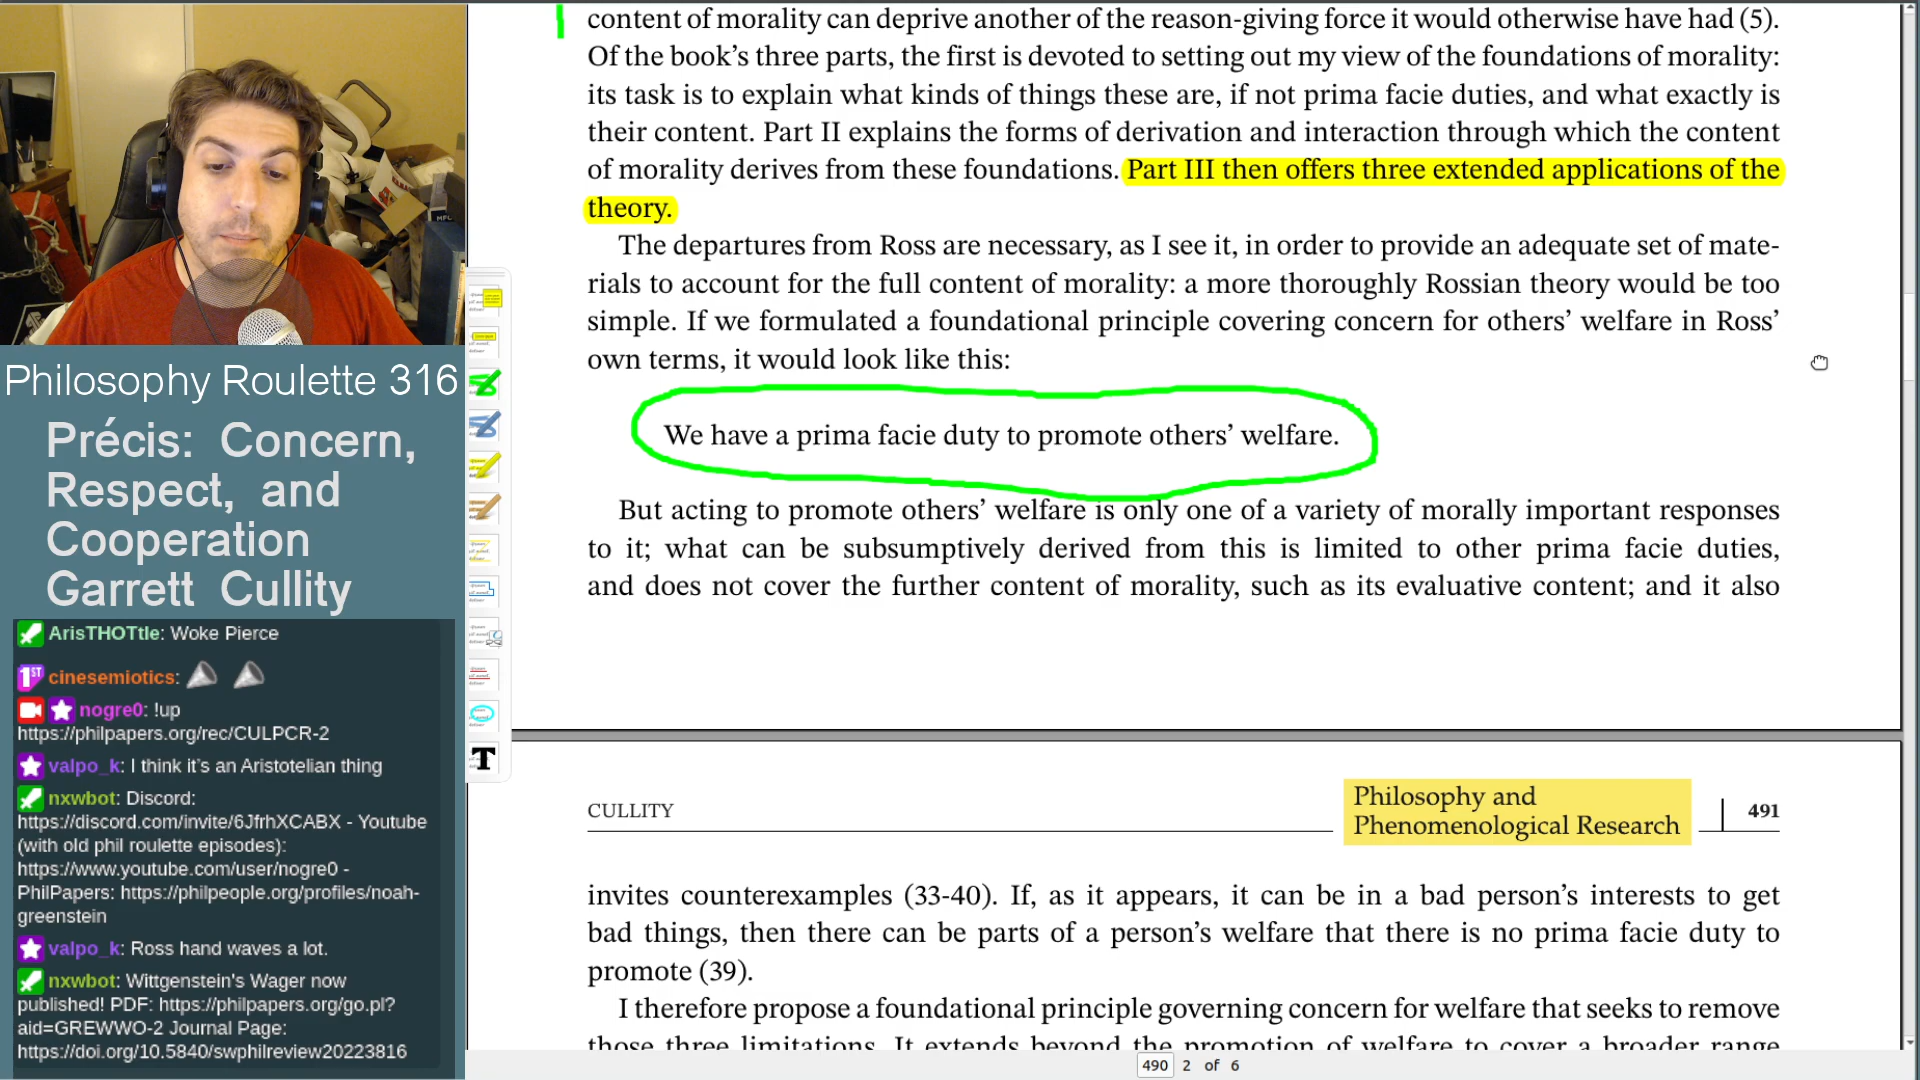 content of morality can deprive another of the reason-giving force it would otherwise have had (5).
Of the book's three parts, the first is devoted to setting out my view of the foundations of morality:
its task is to explain what kinds of things these are, if not prima facie duties, and what exactly is
their content. Part II explains the forms of derivation and interaction through which the content
of morality derives from these foundations. Part III then offers three extended applications of the
theory.
The departures from Ross are necessary, as I see it, in order to provide an adequate set of mate-
rials to account for the full content of morality: a more thoroughly Rossian theory would be too
simple. If we formulated a foundational principle covering concern for others' welfare in Ross'
own terms, it would look like this:
We have a prima facie duty to promote others' welfare.
But acting to promote others' welfare is only one of a variety of morally important responses
to it; what can be subsumptively derived from this is limited to other prima facie duties,
and does not cover the further content of morality, such as its evaluative content; and it also
CULLITY
Philosophy and
Phenomenological Research
491
invites counterexamples (33-40). If, as it appears, it can be in a bad person's interests to get
bad things, then there can be parts of a person's welfare that there is no prima facie duty to
promote (39).
I therefore propose a foundational principle governing concern for welfare that seeks to remove
those three limitations. It extends beyond the promotion of welfare to cover a broader range
490 2 of 6
T
Philosophy Roulette 316
Précis: Concern,
Respect, and
Cooperation
Garrett Cullity
ArisTHOTtle: Woke Pierce
1ST cinesemiotics:
nogre0: !up
https://philpapers.org/rec/CULPCR-2
valpo_k: I think it's an Aristotelian thing
nxwbot: Discord:
https://discord.com/invite/6JfrhXCABX - Youtube
(with old phil roulette episodes):
https://www.youtube.com/user/nogre0 -
PhilPapers: https://philpeople.org/profiles/noah-
greenstein
valpo_k: Ross hand waves a lot.
nxwbot: Wittgenstein's Wager now
published! PDF: https://philpapers.org/go.pl?
aid=GREWWO-2 Journal Page:
https://doi.org/10.5840/swphilreview20223816